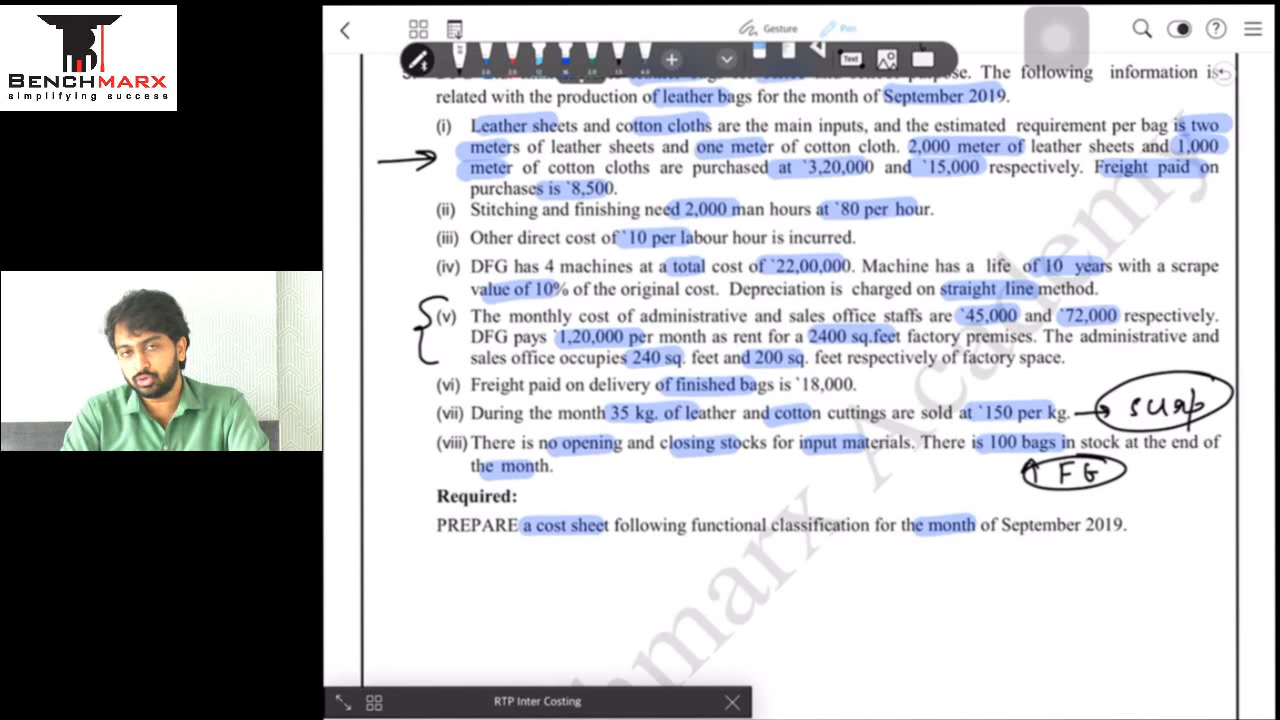 BENCHMARX
simplifying success
Gesture
Pen
Text
purpose. The following information is
related with the production of leather bags for the month of September 2019.
(i) Leather sheets and cotton cloths are the main inputs, and the estimated requirement per bag is two
meters of leather sheets and one meter of cotton cloth. 2,000 meter of leather sheets and 1,000
meter of cotton cloths are purchased at `3,20,000 and `15,000 respectively. Freight paid on
purchases is `8,500.
(ii) Stitching and finishing need 2,000 man hours at `80 per hour.
(iii) Other direct cost of `10 per labour hour is incurred.
(iv) DFG has 4 machines at a total cost of `22,00,000. Machine has a life of 10 years with a scrape
value of 10% of the original cost. Depreciation is charged on straight line method.
(v) The monthly cost of administrative and sales office staffs are `45,000 and `72,000 respectively.
DFG pays `1,20,000 per month as rent for a 2400 sq.feet factory premises. The administrative and
sales office occupies 240 sq. feet and 200 sq. feet respectively of factory space.
(vi) Freight paid on delivery of finished bags is `18,000.
(vii) During the month 35 kg. of leather and cotton cuttings are sold at `150 per kg. → scrap
(viii) There is no opening and closing stocks for input materials. There is 100 bags in stock at the end of
the month.
↑ FG
Required:
PREPARE a cost sheet following functional classification for the month of September 2019.
hmarx Academy
RTP Inter Costing